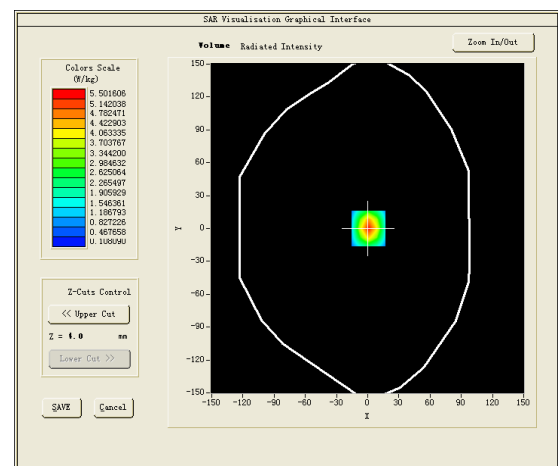 SAR Visualisation Graphical Interface
Volume Radiated Intensity
Zoom In/Out
Colors Scale
(W/kg)
5.501606
5.142038
4.782471
4.422903
4.063335
3.703767
3.344200
2.984632
2.625064
2.265497
1.905929
1.546361
1.186793
0.827226
0.467658
0.108090
Z-Cuts Control
<< Upper Cut
Z = 4.0 mm
Lower Cut >>
SAVE Cancel
150
120
90
60
30
0
-30
-60
-90
-120
-150
Y
-150 -120 -90 -60 -30 0 30 60 90 120 150
X